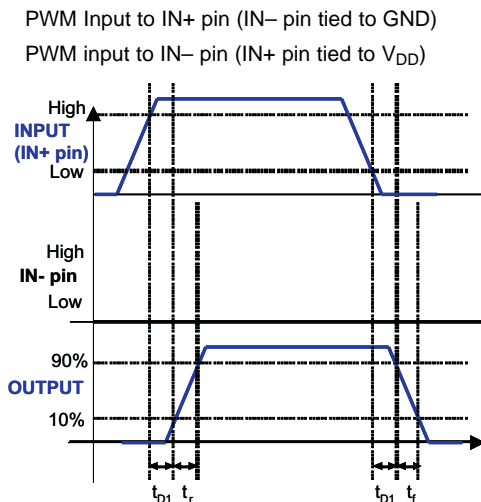 PWM Input to IN+ pin (IN– pin tied to GND)
PWM input to IN– pin (IN+ pin tied to VDD)
High
INPUT
(IN+ pin)
Low
High
IN- pin
Low
90%
OUTPUT
10%
tD1 tr tD1 tf